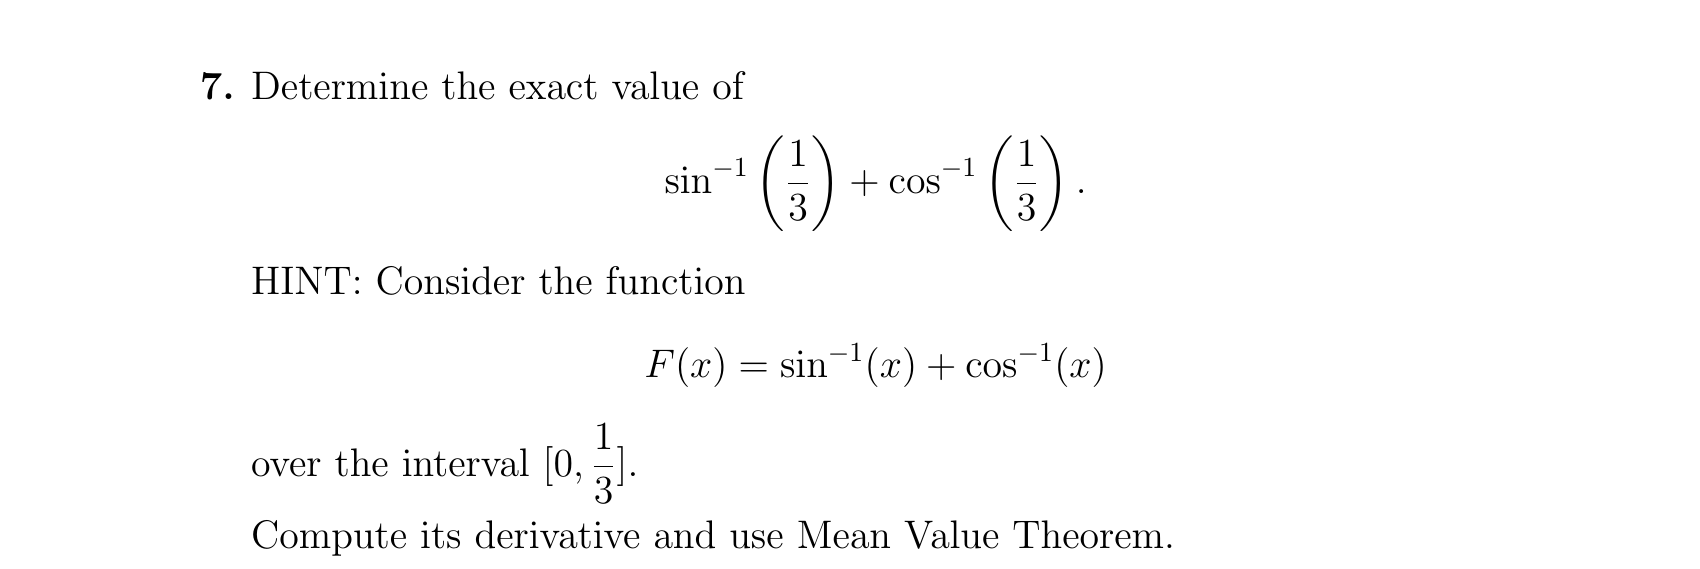 7. Determine the exact value of
$$\sin^{-1}\left(\frac{1}{3}\right) + \cos^{-1}\left(\frac{1}{3}\right).$$
HINT: Consider the function
$$F(x) = \sin^{-1}(x) + \cos^{-1}(x)$$
over the interval $[0, \frac{1}{3}]$.
Compute its derivative and use Mean Value Theorem.